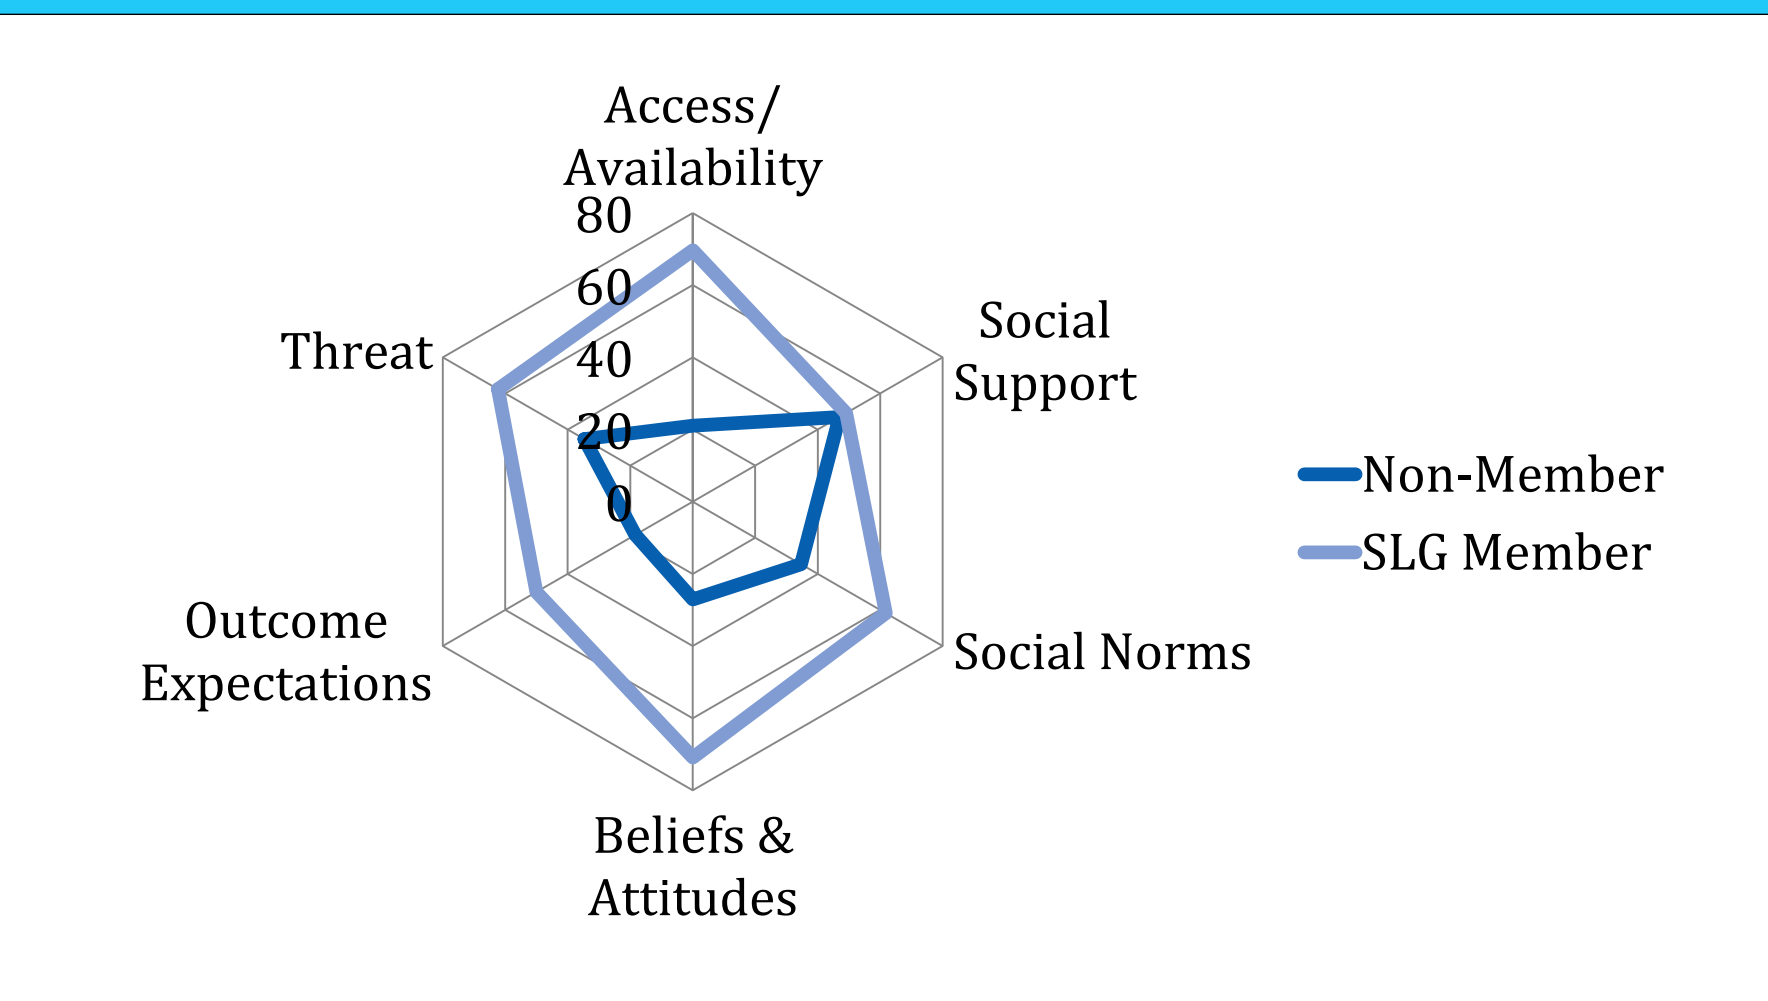 Access/
Availability
80
60
40
20
0
Social
Support
Social Norms
Beliefs &
Attitudes
Outcome
Expectations
Threat
Non-Member
SLG Member